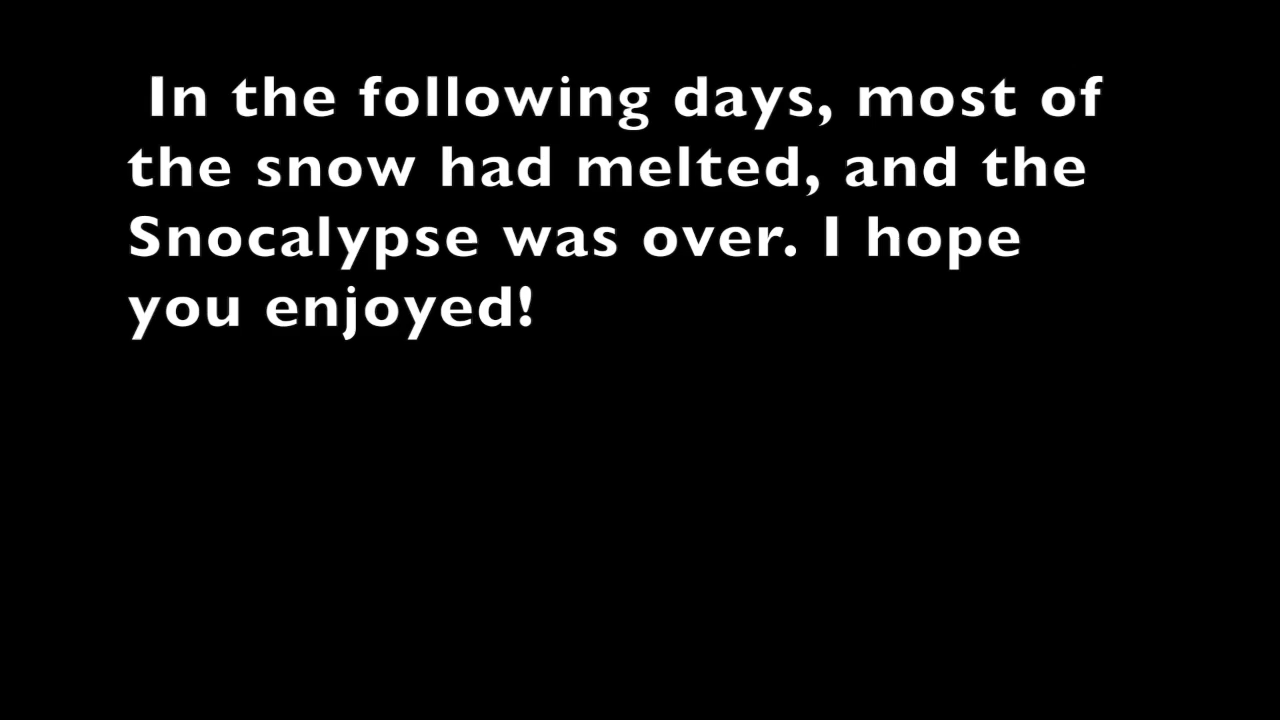 In the following days, most of
the snow had melted, and the
Snocalypse was over. I hope
you enjoyed!